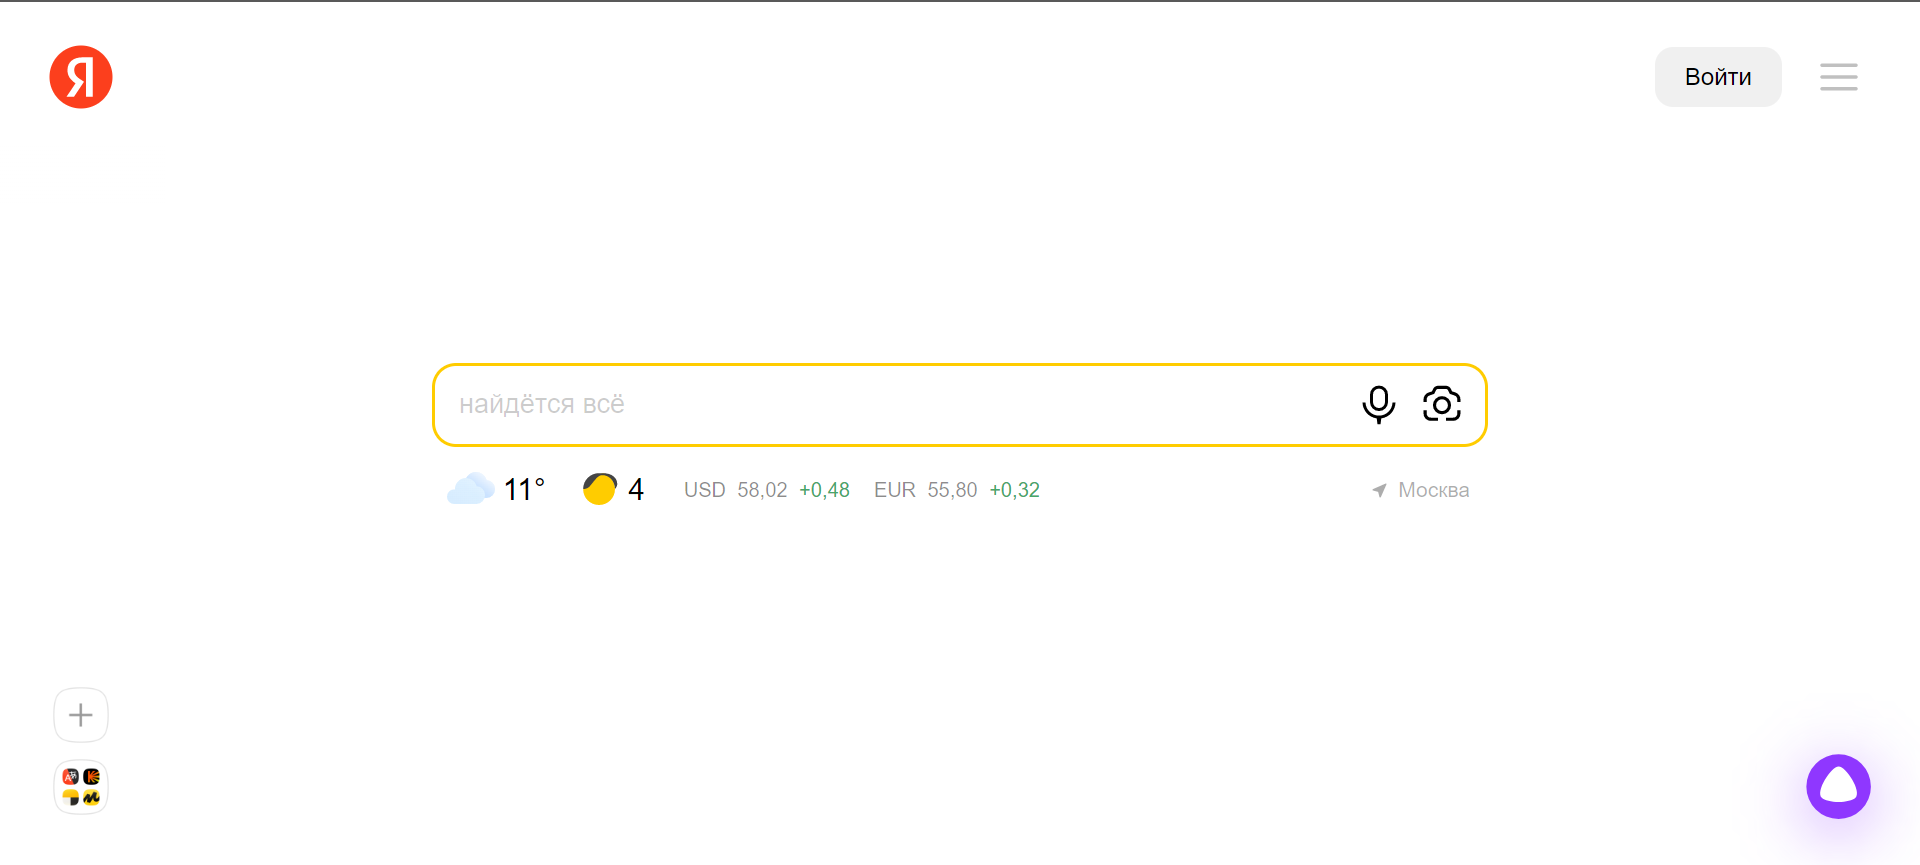 Я
Войти
найдётся всё
11° 4 USD 58,02 +0,48 EUR 55,80 +0,32 Москва